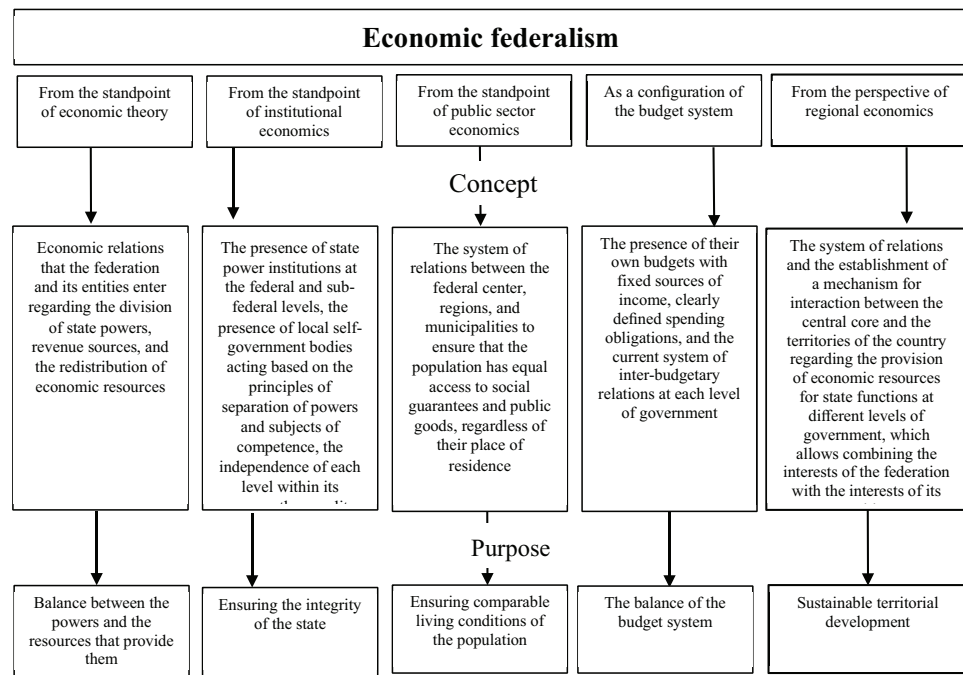 Economic federalism
From the standpoint
of economic theory
From the standpoint
of institutional
economics
From the standpoint
of public sector
economics
As a configuration of
the budget system
From the perspective of
regional economics
Concept
Economic relations
that the federation
and its entities enter
regarding the division
of state powers,
revenue sources, and
the redistribution of
economic resources
The presence of state
power institutions at
the federal and sub-
federal levels, the
presence of local self-
government bodies
acting based on the
principles of
separation of powers
and subjects of
competence, the
independence of each
level within its
The system of
relations between the
federal center,
regions, and
municipalities to
ensure that the
population has equal
access to social
guarantees and public
goods, regardless of
their place of
residence
The presence of their
own budgets with
fixed sources of
income, clearly
defined spending
obligations, and the
current system of
inter-budgetary
relations at each level
of government
The system of relations
and the establishment of
a mechanism for
interaction between the
central core and the
territories of the country
regarding the provision
of economic resources
for state functions at
different levels of
government, which
allows combining the
interests of the federation
with the interests of its
Purpose
Balance between the
powers and the
resources that provide
them
Ensuring the integrity
of the state
Ensuring comparable
living conditions of
the population
The balance of the
budget system
Sustainable territorial
development